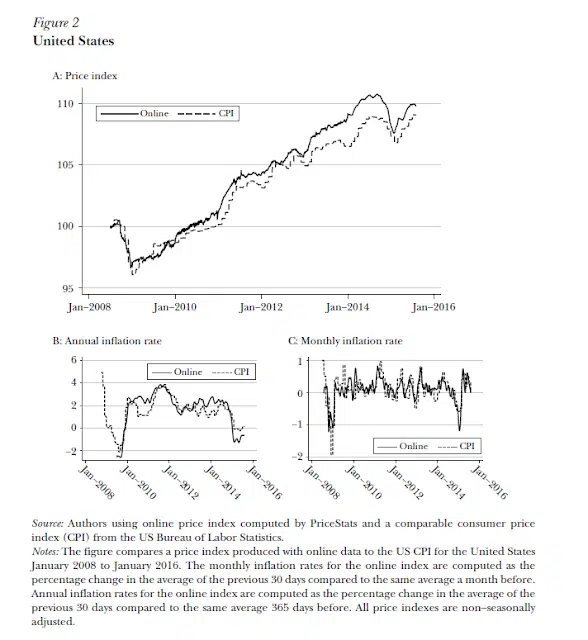 Figure 2
United States
A: Price index
110
Online CPI
105
100
95
Jan–2008 Jan–2010 Jan–2012 Jan–2014 Jan–2016
B: Annual inflation rate
6
Online CPI
4
2
0
−2
Jan–2008 Jan–2010 Jan–2012 Jan–2014 Jan–2016
C: Monthly inflation rate
1
0
−1
Online CPI
−2
Jan–2008 Jan–2010 Jan–2012 Jan–2014 Jan–2016
Source: Authors using online price index computed by PriceStats and a comparable consumer price
index (CPI) from the US Bureau of Labor Statistics.
Notes: The figure compares a price index produced with online data to the US CPI for the United States
January 2008 to January 2016. The monthly inflation rates for the online index are computed as the
percentage change in the average of the previous 30 days compared to the same average a month before.
Annual inflation rates for the online index are computed as the percentage change in the average of the
previous 30 days compared to the same average 365 days before. All price indexes are non–seasonally
adjusted.